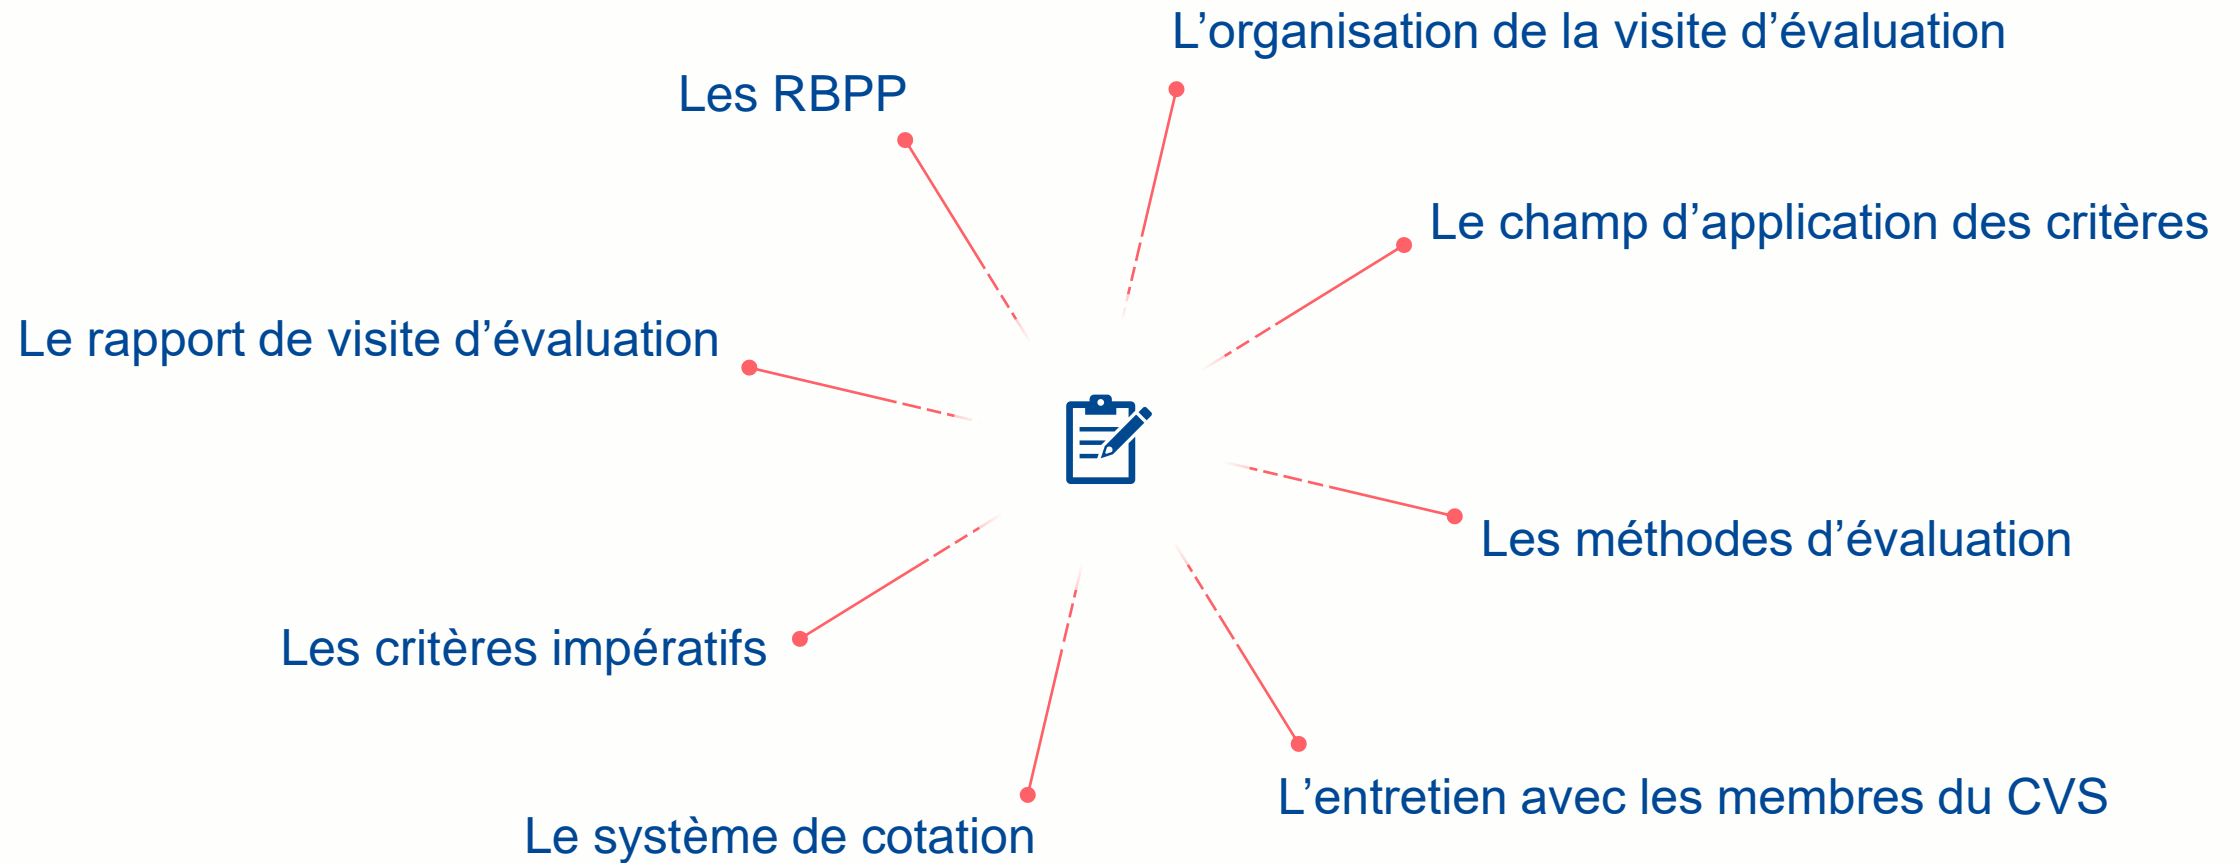 L’organisation de la visite d’évaluation
Les RBPP
Le champ d’application des critères
Le rapport de visite d’évaluation
Les méthodes d’évaluation
Les critères impératifs
L’entretien avec les membres du CVS
Le système de cotation